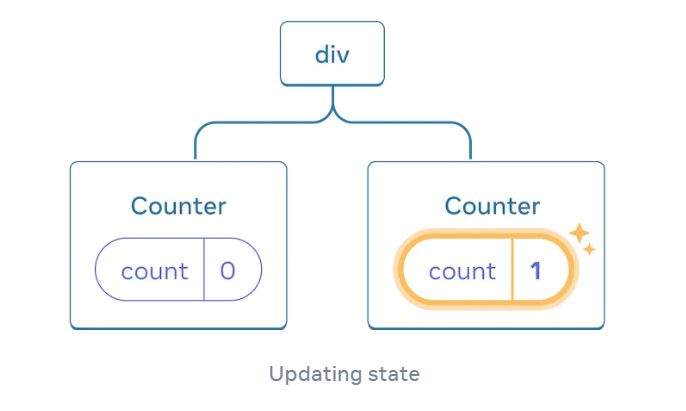 div
Counter
Counter
count 0
count 1
Updating state